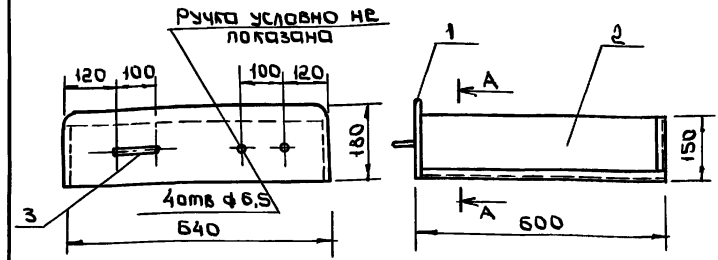 Ручка условно не
показана
120
100
100
120
180
3
4отв ф 6,5
640
1
2
A
A
150
600